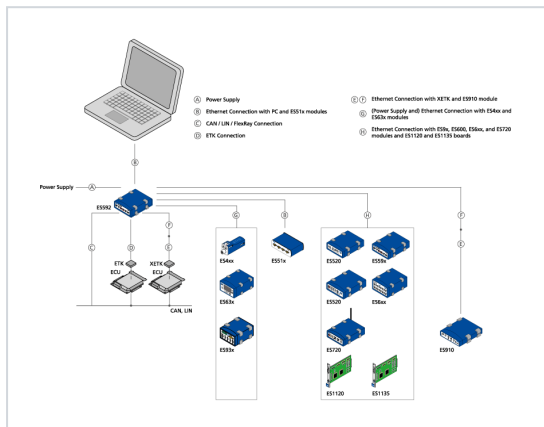 Ⓐ Power Supply
Ⓑ Ethernet Connection with PC and ES51x modules
Ⓒ CAN / LIN / FlexRay Connection
Ⓓ ETK Connection
Ⓔ Ⓕ Ethernet Connection with XETK and ES910 module
Ⓖ (Power Supply and) Ethernet Connection with ES4xx and
ES63x modules
Ⓗ Ethernet Connection with ES9x, ES600, ES6xx, and ES720
modules and ES1120 and ES1135 boards
Ⓑ
Power Supply Ⓐ
ES592
Ⓕ
Ⓖ Ⓑ Ⓗ Ⓕ
Ⓒ Ⓓ Ⓔ Ⓔ
ETK XETK
ECU ECU
CAN, LIN
ES4xx ES51x ES520 ES59x
ES63x ES520 ES6xx
ES93x ES720 ES910
ES1120 ES1135